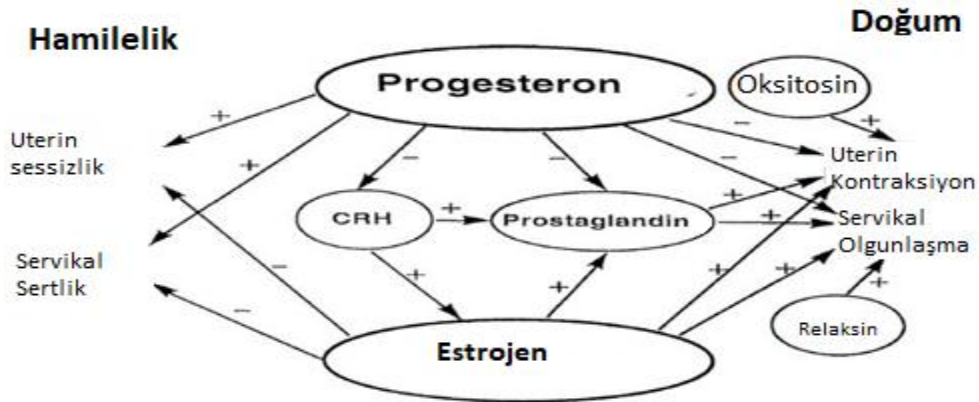 Hamilelik
Doğum
Progesteron
Oksitosin
+
+
-
+
Uterin
sessizlik
+
-
-
-
Uterin
Kontraksiyon
+
CRH
+
Prostaglandin
+
Servikal
Olgunlaşma
Servikal
Sertlik
-
+
+
+
+
+
-
Estrojen
Relaksin